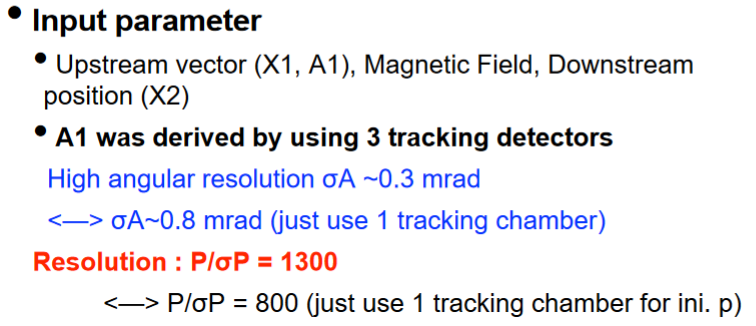 • Input parameter
• Upstream vector (X1, A1), Magnetic Field, Downstream
position (X2)
• A1 was derived by using 3 tracking detectors
High angular resolution σA ~0.3 mrad
<—> σA~0.8 mrad (just use 1 tracking chamber)
Resolution : P/σP = 1300
<—> P/σP = 800 (just use 1 tracking chamber for ini. p)